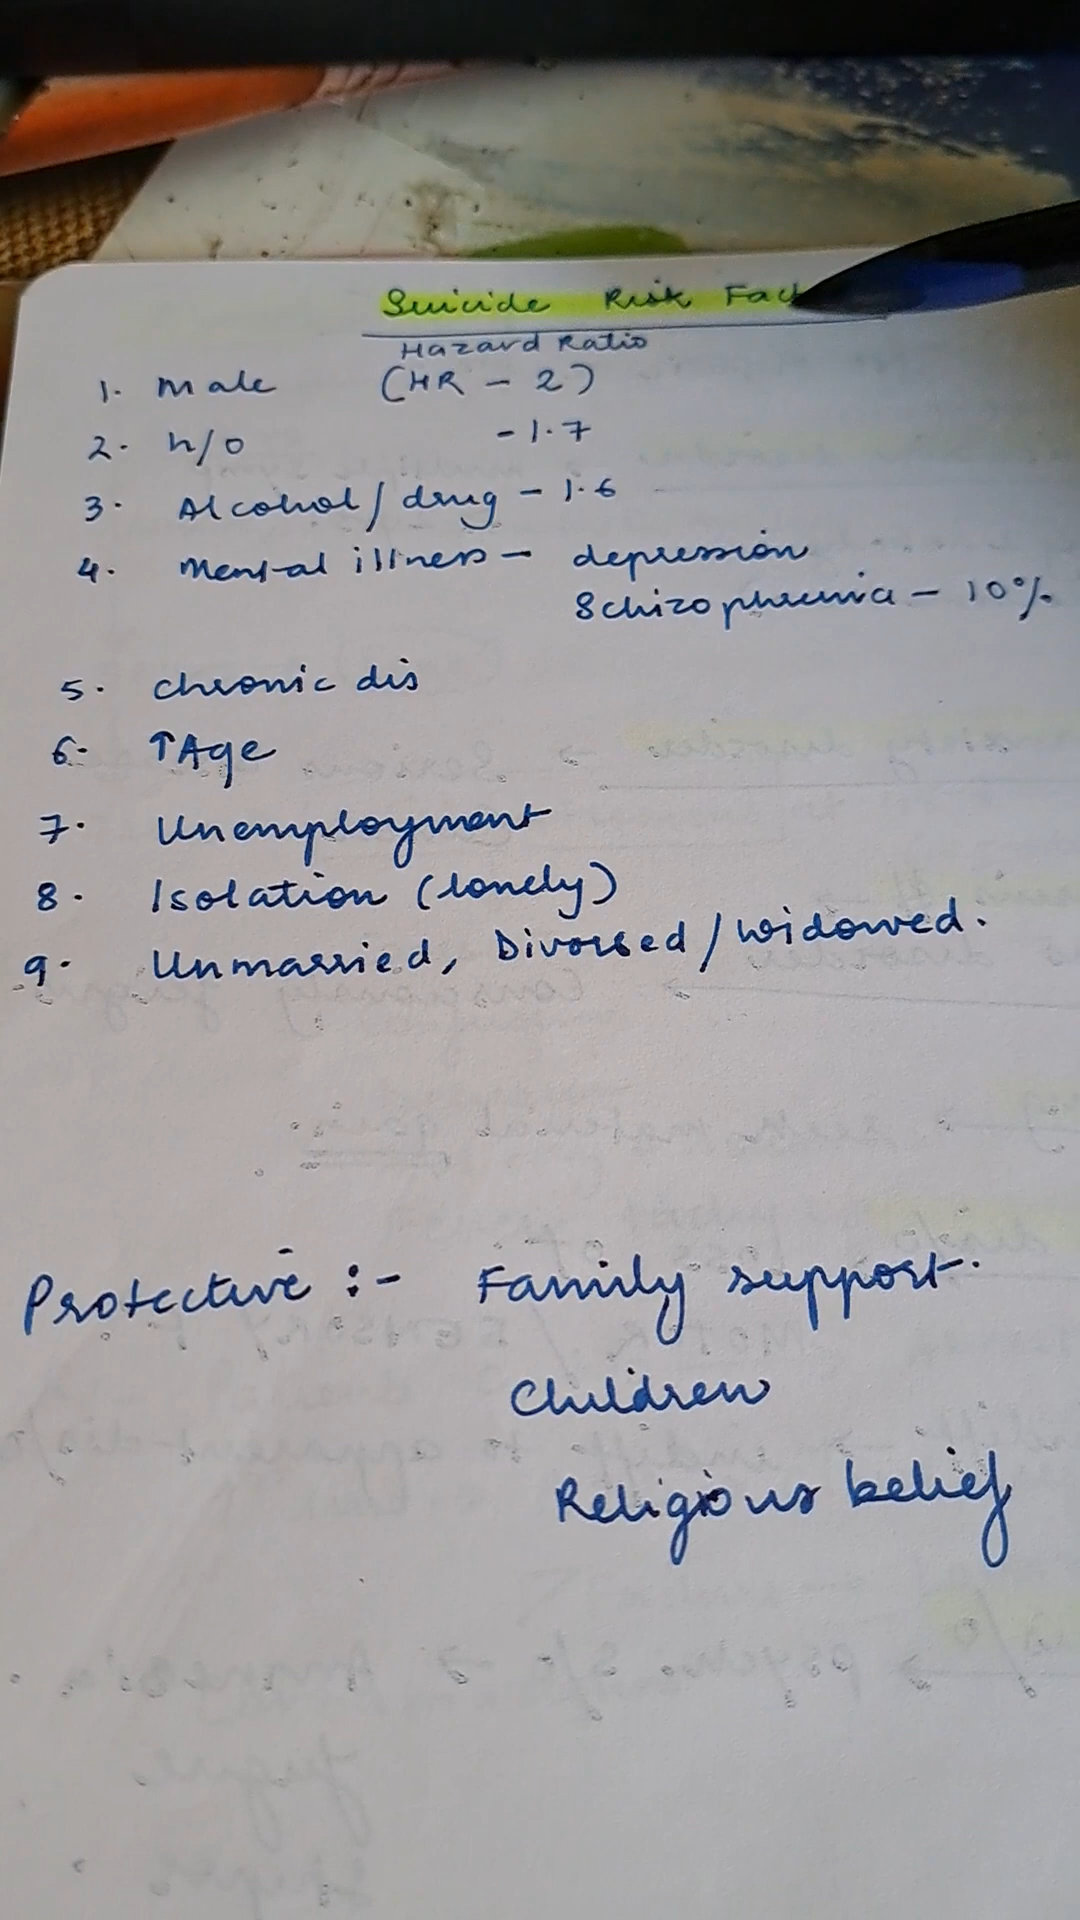 Suicide Risk Fact
Hazard Ratio
1. Male (HR - 2)
2. h/o - 1.7
3. Alcohol/drug - 1.6
4. Mental illness - depression
Schizophrenia - 10%
5. chronic dis
6. ↑Age
7. Unemployment
8. Isolation (lonely)
9. Unmarried, Divorsed/widowed.
Protective :- Family support.
Children
Religious belief